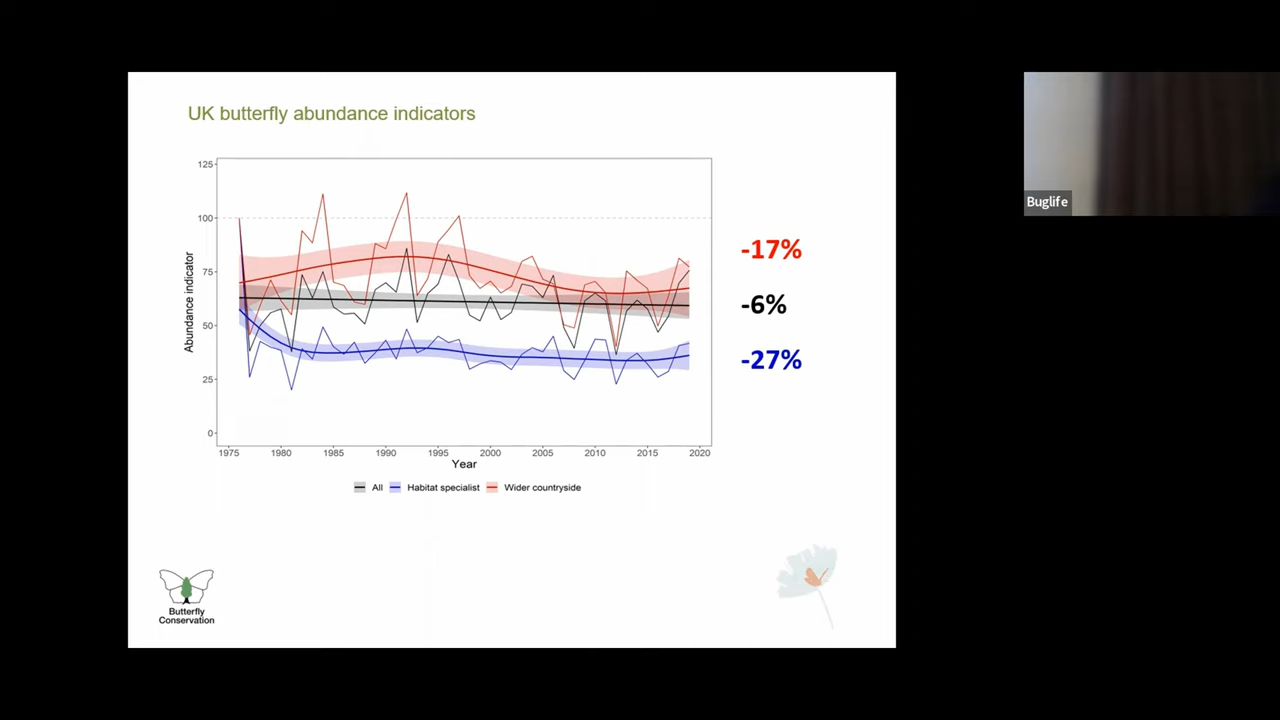 UK butterfly abundance indicators
125
100
75
50
25
0
Abundance indicator
1975 1980 1985 1990 1995 2000 2005 2010 2015 2020
Year
All Habitat specialist Wider countryside
-17%
-6%
-27%
Butterfly
Conservation
Buglife